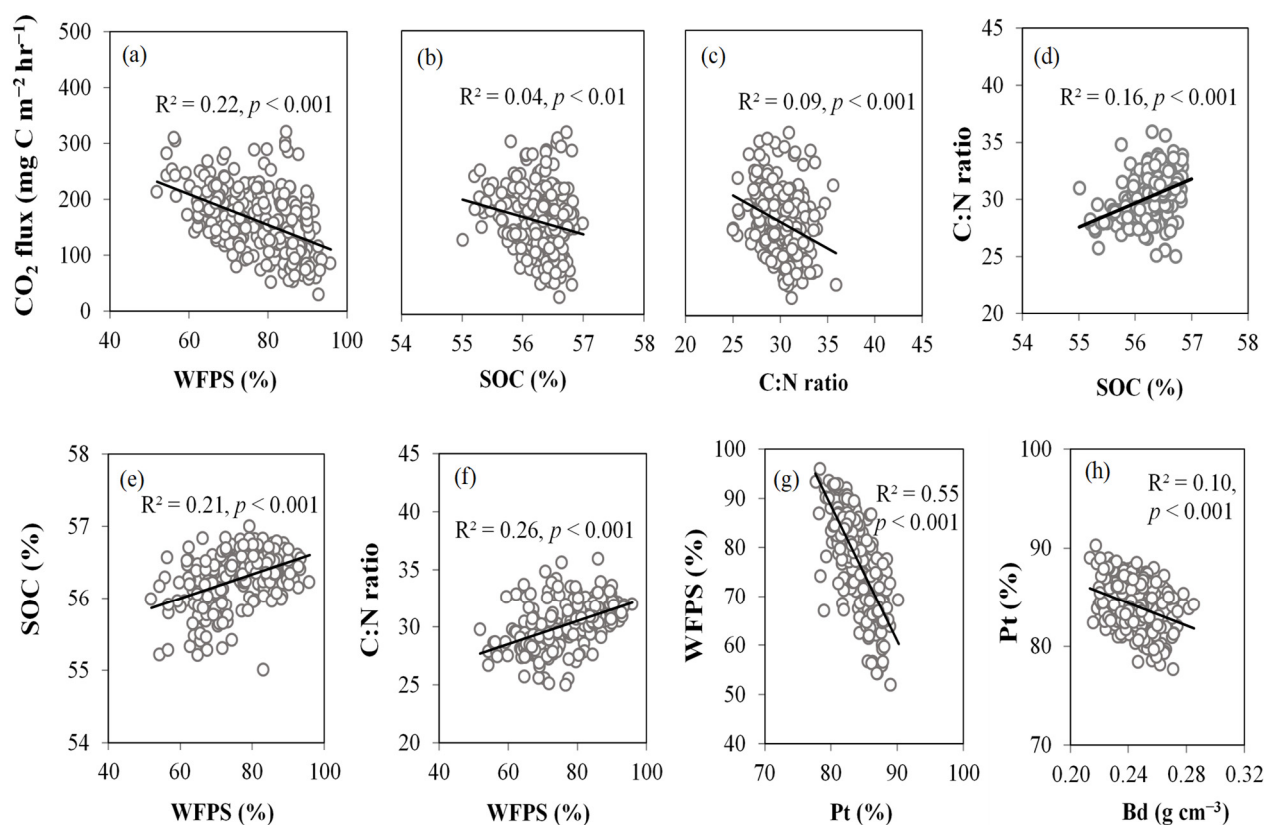 CO₂ flux (mg C m⁻² hr⁻¹)
500
400
300
200
100
0
(a)
R² = 0.22, p < 0.001
40 60 80 100
WFPS (%)
(b)
R² = 0.04, p < 0.01
54 55 56 57 58
SOC (%)
(c)
R² = 0.09, p < 0.001
20 25 30 35 40 45
C:N ratio
C:N ratio
45
40
35
30
25
20
(d)
R² = 0.16, p < 0.001
54 55 56 57 58
SOC (%)
SOC (%)
58
57
56
55
54
(e)
R² = 0.21, p < 0.001
40 60 80 100
WFPS (%)
C:N ratio
45
40
35
30
25
20
(f)
R² = 0.26, p < 0.001
40 60 80 100
WFPS (%)
WFPS (%)
100
90
80
70
60
50
40
(g)
R² = 0.55
p < 0.001
70 80 90 100
Pt (%)
Pt (%)
100
90
80
70
(h)
R² = 0.10,
p < 0.001
0.20 0.24 0.28 0.32
Bd (g cm⁻³)